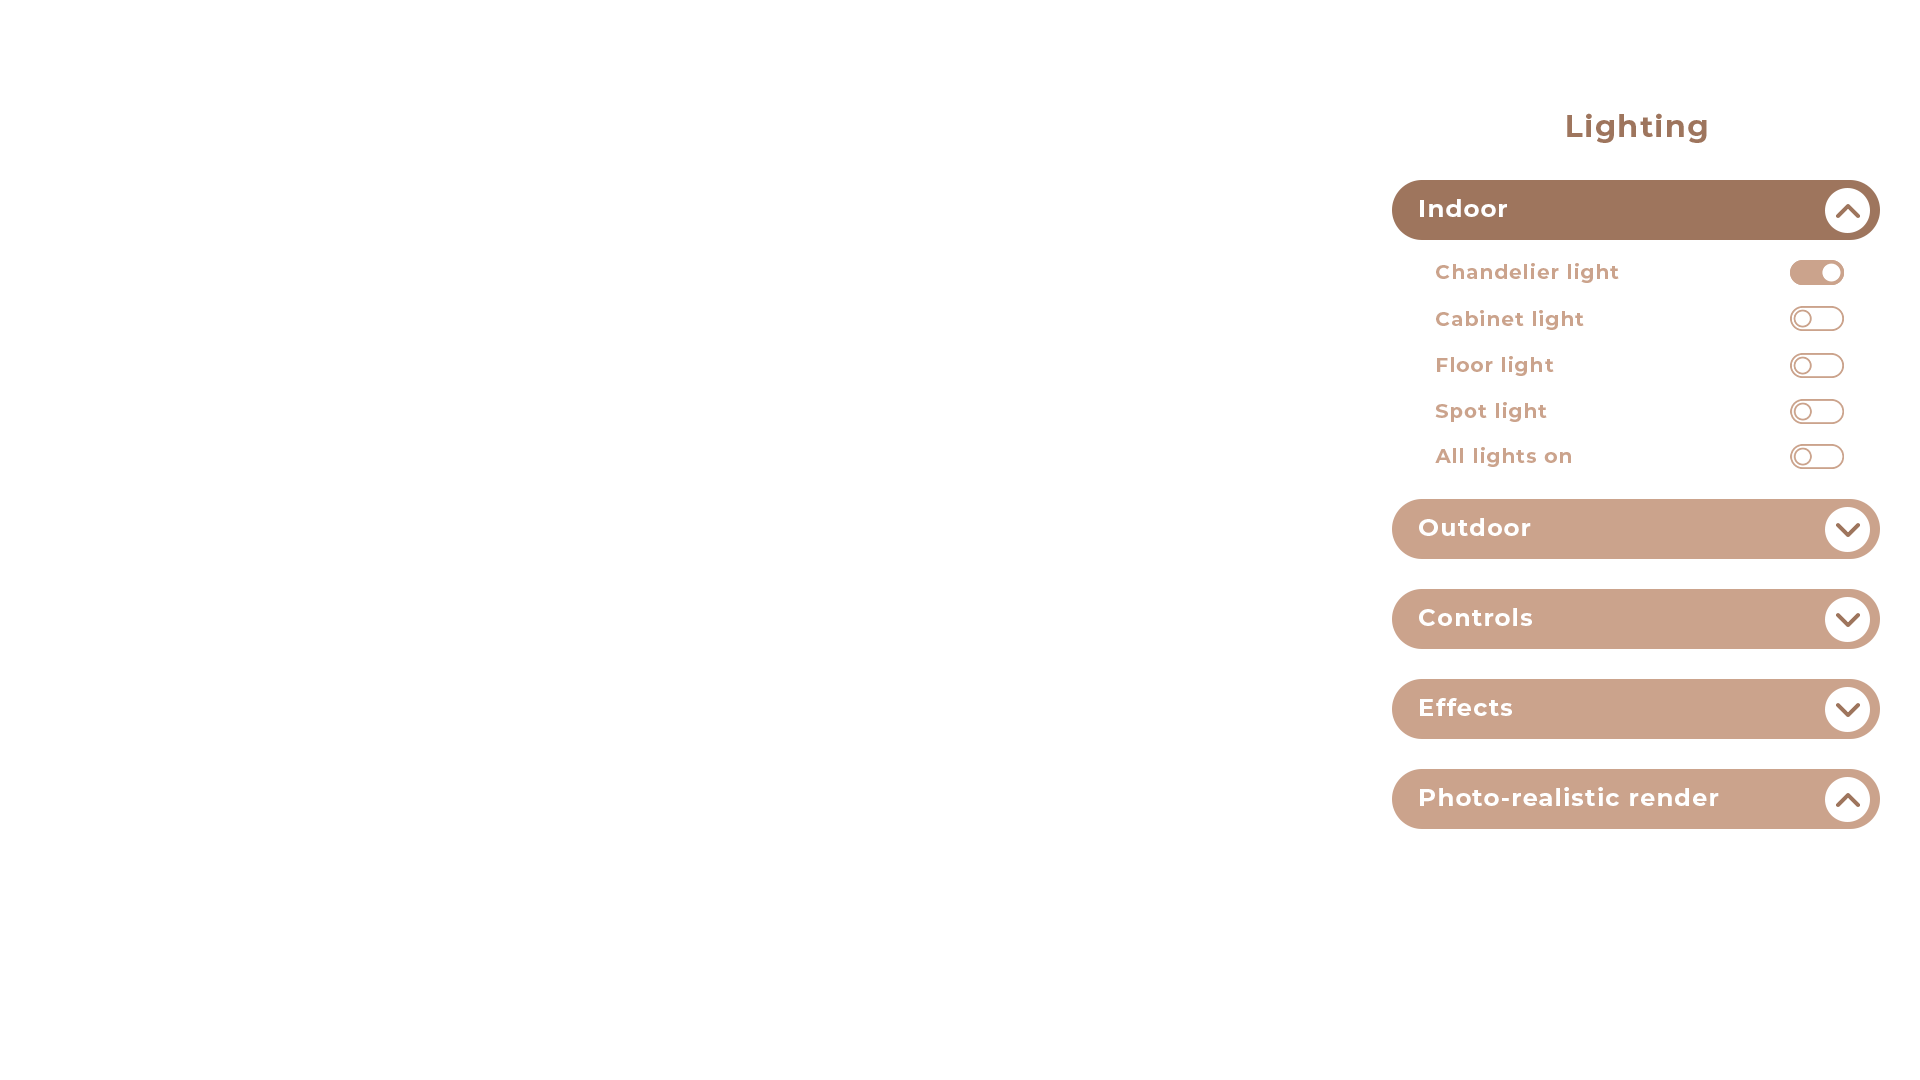 Lighting
Indoor
Chandelier light
Cabinet light
Floor light
Spot light
All lights on
Outdoor
Controls
Effects
Photo-realistic render